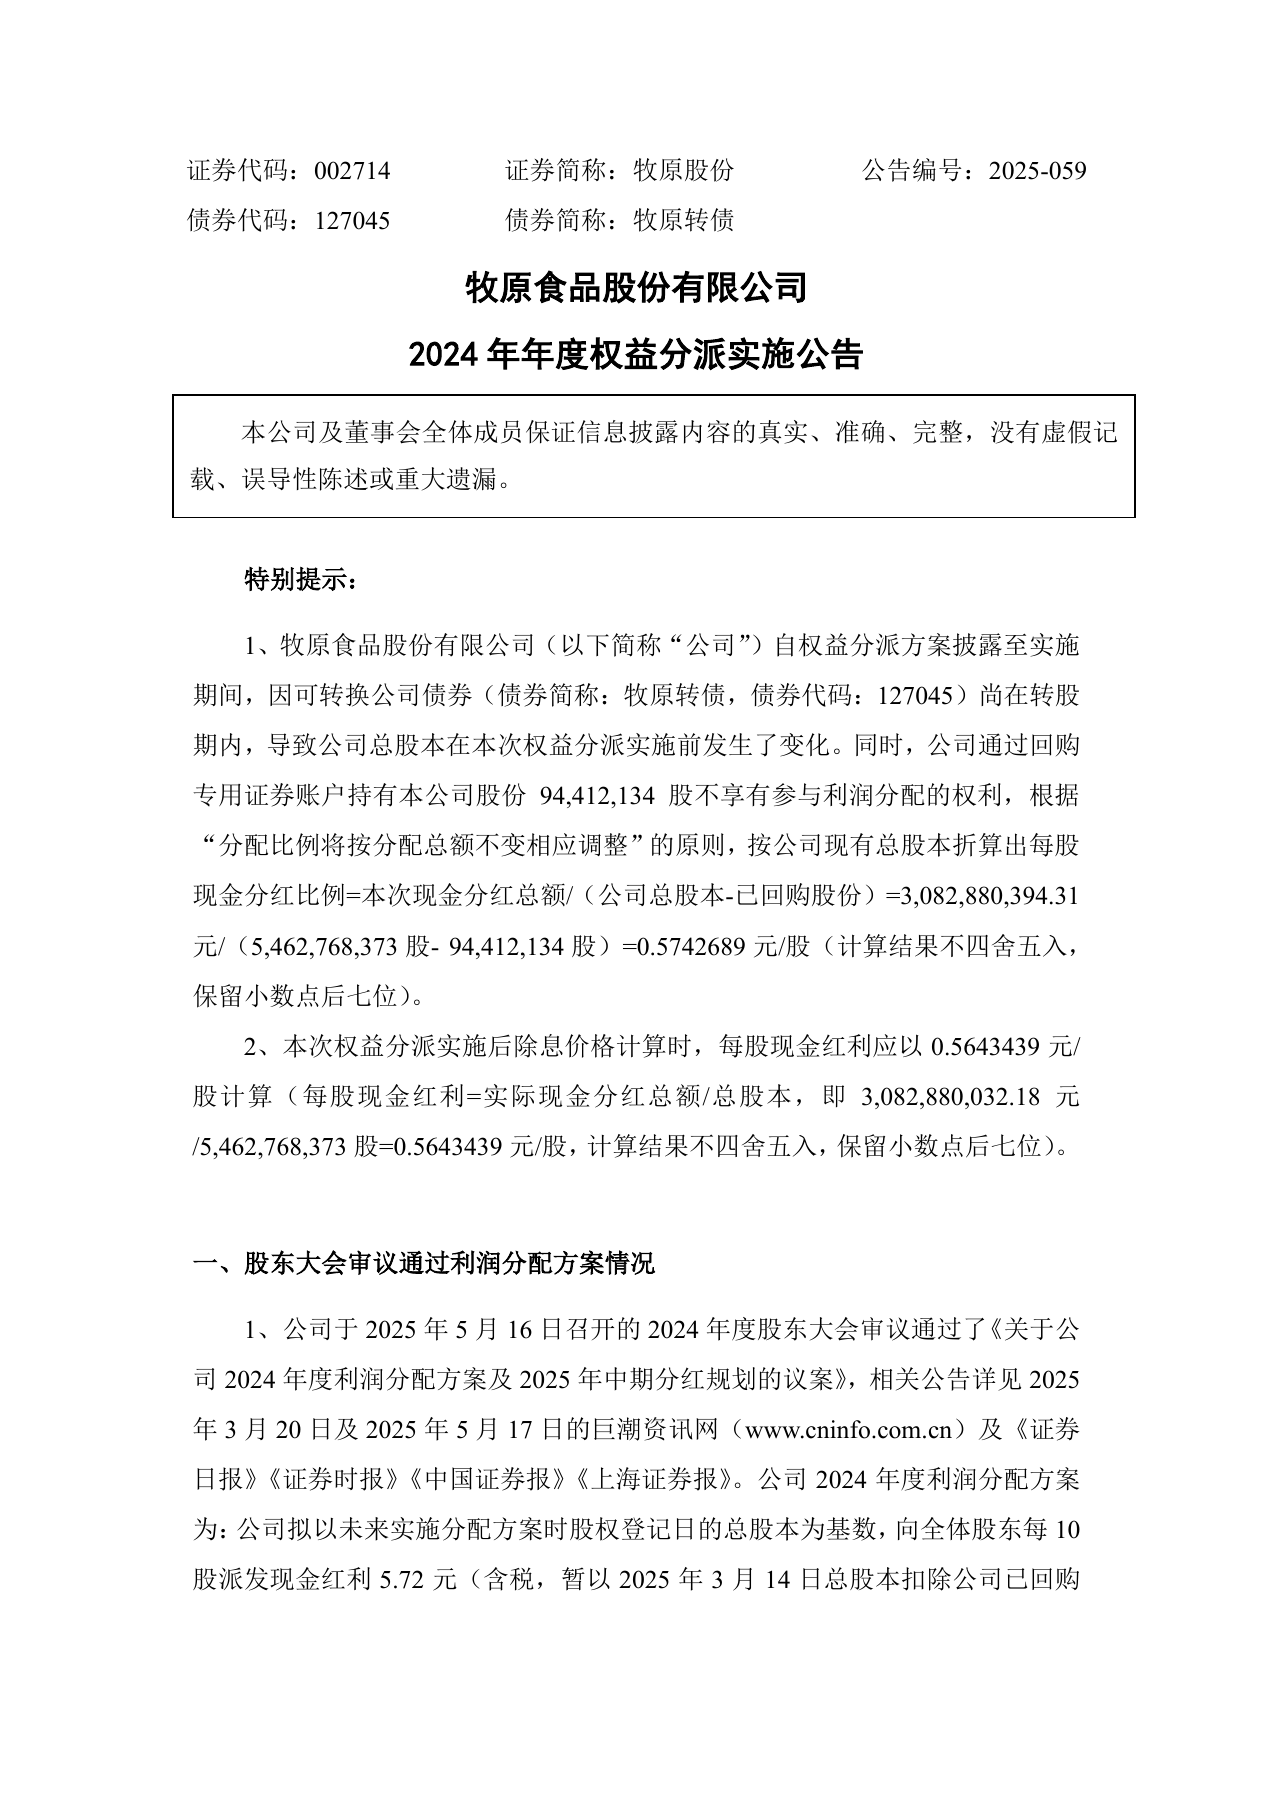 证券代码：002714 证券简称：牧原股份 公告编号：2025-059
债券代码：127045 债券简称：牧原转债
牧原食品股份有限公司
2024 年年度权益分派实施公告
本公司及董事会全体成员保证信息披露内容的真实、准确、完整，没有虚假记
载、误导性陈述或重大遗漏。
特别提示：
1、牧原食品股份有限公司（以下简称“公司”）自权益分派方案披露至实施
期间，因可转换公司债券（债券简称：牧原转债，债券代码：127045）尚在转股
期内，导致公司总股本在本次权益分派实施前发生了变化。同时，公司通过回购
专用证券账户持有本公司股份 94,412,134 股不享有参与利润分配的权利，根据
“分配比例将按分配总额不变相应调整”的原则，按公司现有总股本折算出每股
现金分红比例=本次现金分红总额/（公司总股本-已回购股份）=3,082,880,394.31
元/（5,462,768,373 股- 94,412,134 股）=0.5742689 元/股（计算结果不四舍五入，
保留小数点后七位）。
2、本次权益分派实施后除息价格计算时，每股现金红利应以 0.5643439 元/
股计算（每股现金红利=实际现金分红总额/总股本，即 3,082,880,032.18 元
/5,462,768,373 股=0.5643439 元/股，计算结果不四舍五入，保留小数点后七位）。
一、股东大会审议通过利润分配方案情况
1、公司于 2025 年 5 月 16 日召开的 2024 年度股东大会审议通过了《关于公
司 2024 年度利润分配方案及 2025 年中期分红规划的议案》，相关公告详见 2025
年 3 月 20 日及 2025 年 5 月 17 日的巨潮资讯网（www.cninfo.com.cn）及《证券
日报》《证券时报》《中国证券报》《上海证券报》。公司 2024 年度利润分配方案
为：公司拟以未来实施分配方案时股权登记日的总股本为基数，向全体股东每 10
股派发现金红利 5.72 元（含税，暂以 2025 年 3 月 14 日总股本扣除公司已回购